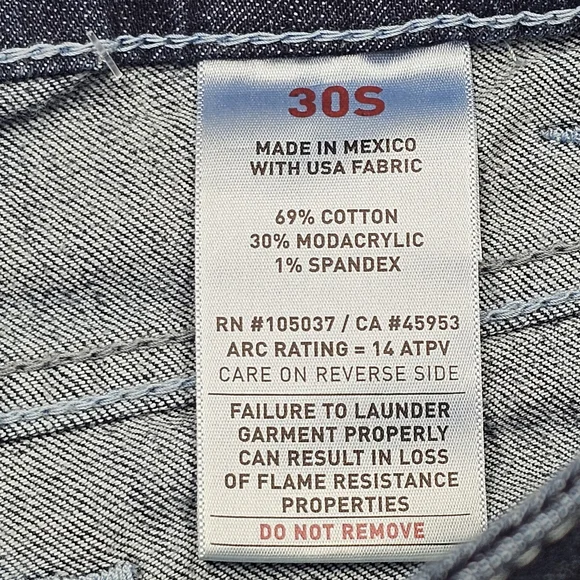 30S
MADE IN MEXICO
WITH USA FABRIC
69% COTTON
30% MODACRYLIC
1% SPANDEX
RN #105037 / CA #45953
ARC RATING = 14 ATPV
CARE ON REVERSE SIDE
FAILURE TO LAUNDER
GARMENT PROPERLY
CAN RESULT IN LOSS
OF FLAME RESISTANCE
PROPERTIES
DO NOT REMOVE